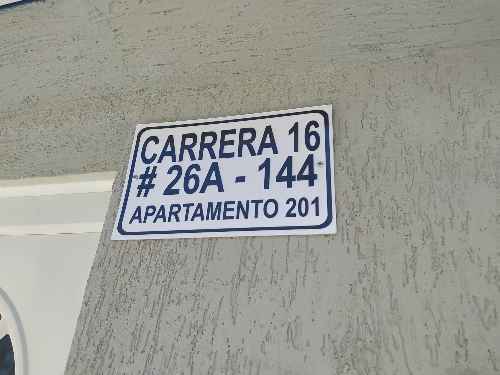 CARRERA 16
# 26A - 144
APARTAMENTO 201